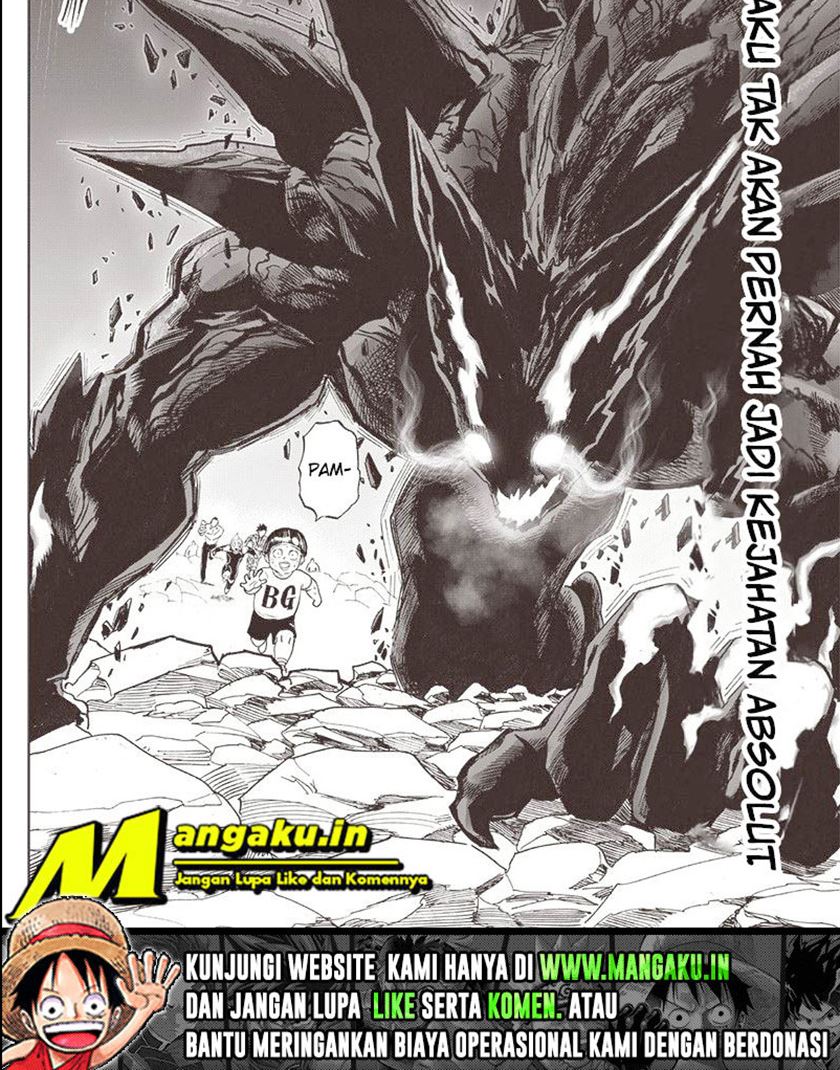 AKU TAK AKAN PERNAH JADI KEJAHATAN ABSOLUT
PAM-
BG
Mangaku.in
Jangan Lupa Like dan Komennya
KUNJUNGI WEBSITE KAMI HANYA DI WWW.MANGAKU.IN
DAN JANGAN LUPA LIKE SERTA KOMEN. ATAU
BANTU MERINGANKAN BIAYA OPERASIONAL KAMI DENGAN BERDONASI